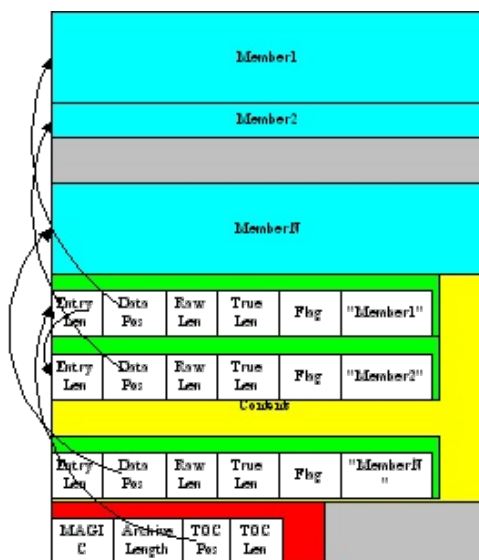 Member1
Member2
MemberN
Entry Len Data Pos Raw Len True Len Flag "Member1"
Entry Len Data Pos Raw Len True Len Flag "Member2"
Content
Entry Len Data Pos Raw Len True Len Flag "MemberN"
MAGIC Archive Length TOC Pos TOC Len